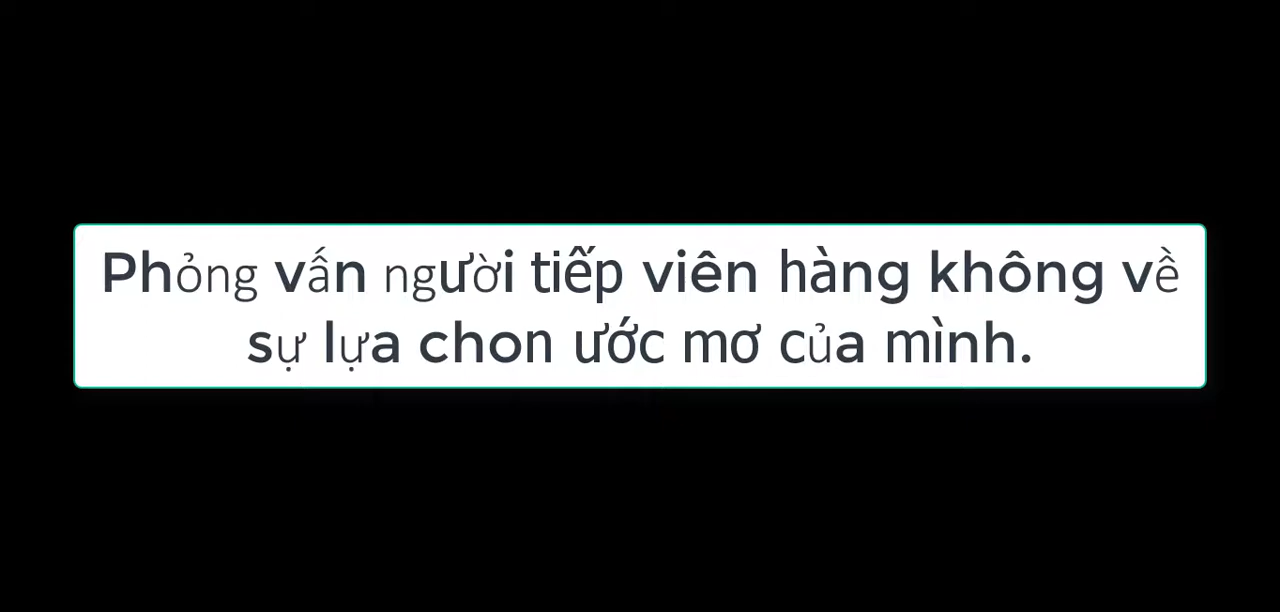 Phỏng vấn người tiếp viên hàng không về
sự lựa chon ước mơ của mình.